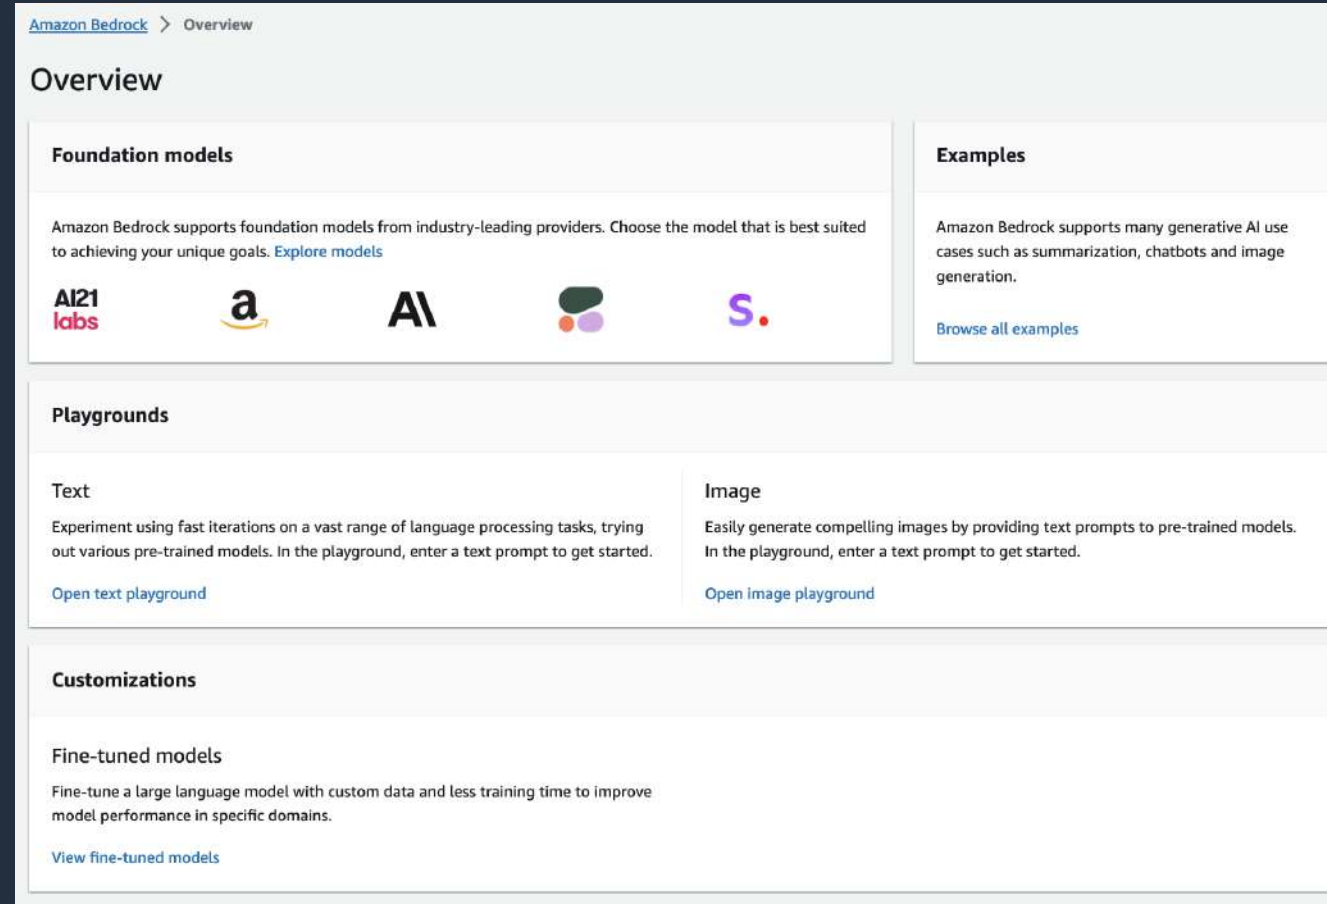 Amazon Bedrock > Overview
Overview
Foundation models
Amazon Bedrock supports foundation models from industry-leading providers. Choose the model that is best suited
to achieving your unique goals. Explore models
AI21
labs
a
A\
S.
Examples
Amazon Bedrock supports many generative AI use
cases such as summarization, chatbots and image
generation.
Browse all examples
Playgrounds
Text
Experiment using fast iterations on a vast range of language processing tasks, trying
out various pre-trained models. In the playground, enter a text prompt to get started.
Open text playground
Image
Easily generate compelling images by providing text prompts to pre-trained models.
In the playground, enter a text prompt to get started.
Open image playground
Customizations
Fine-tuned models
Fine-tune a large language model with custom data and less training time to improve
model performance in specific domains.
View fine-tuned models